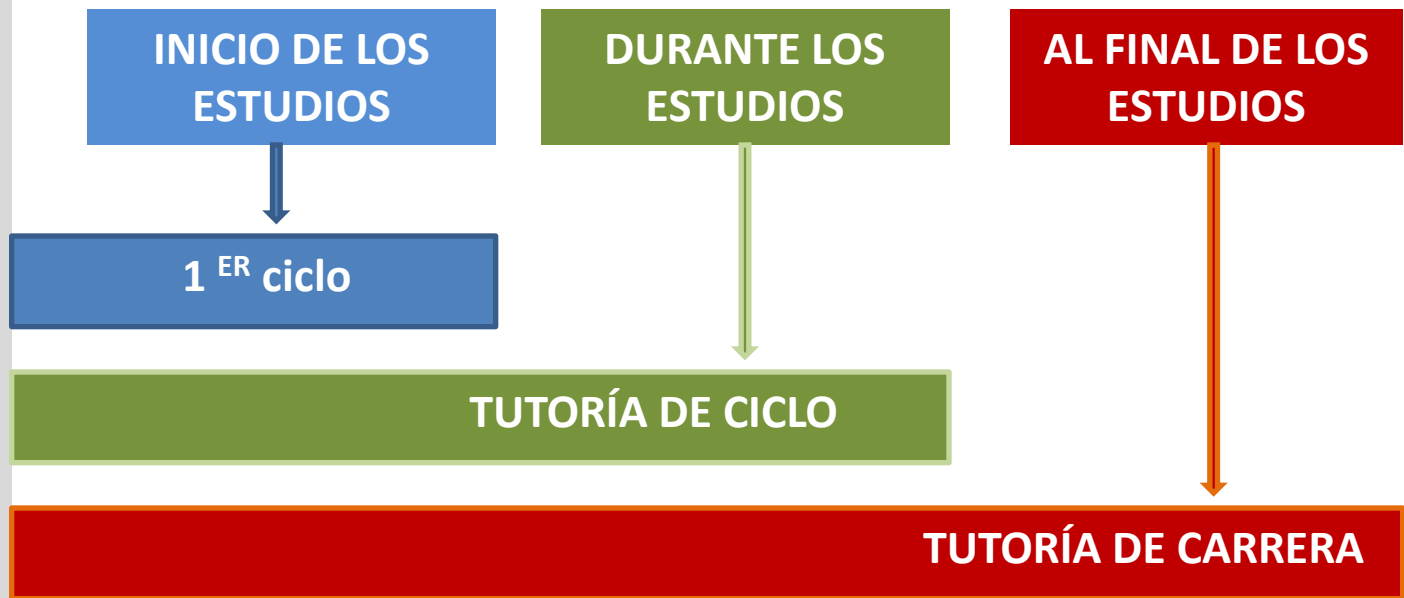 INICIO DE LOS
ESTUDIOS
DURANTE LOS
ESTUDIOS
AL FINAL DE LOS
ESTUDIOS
1 ER ciclo
TUTORÍA DE CICLO
TUTORÍA DE CARRERA